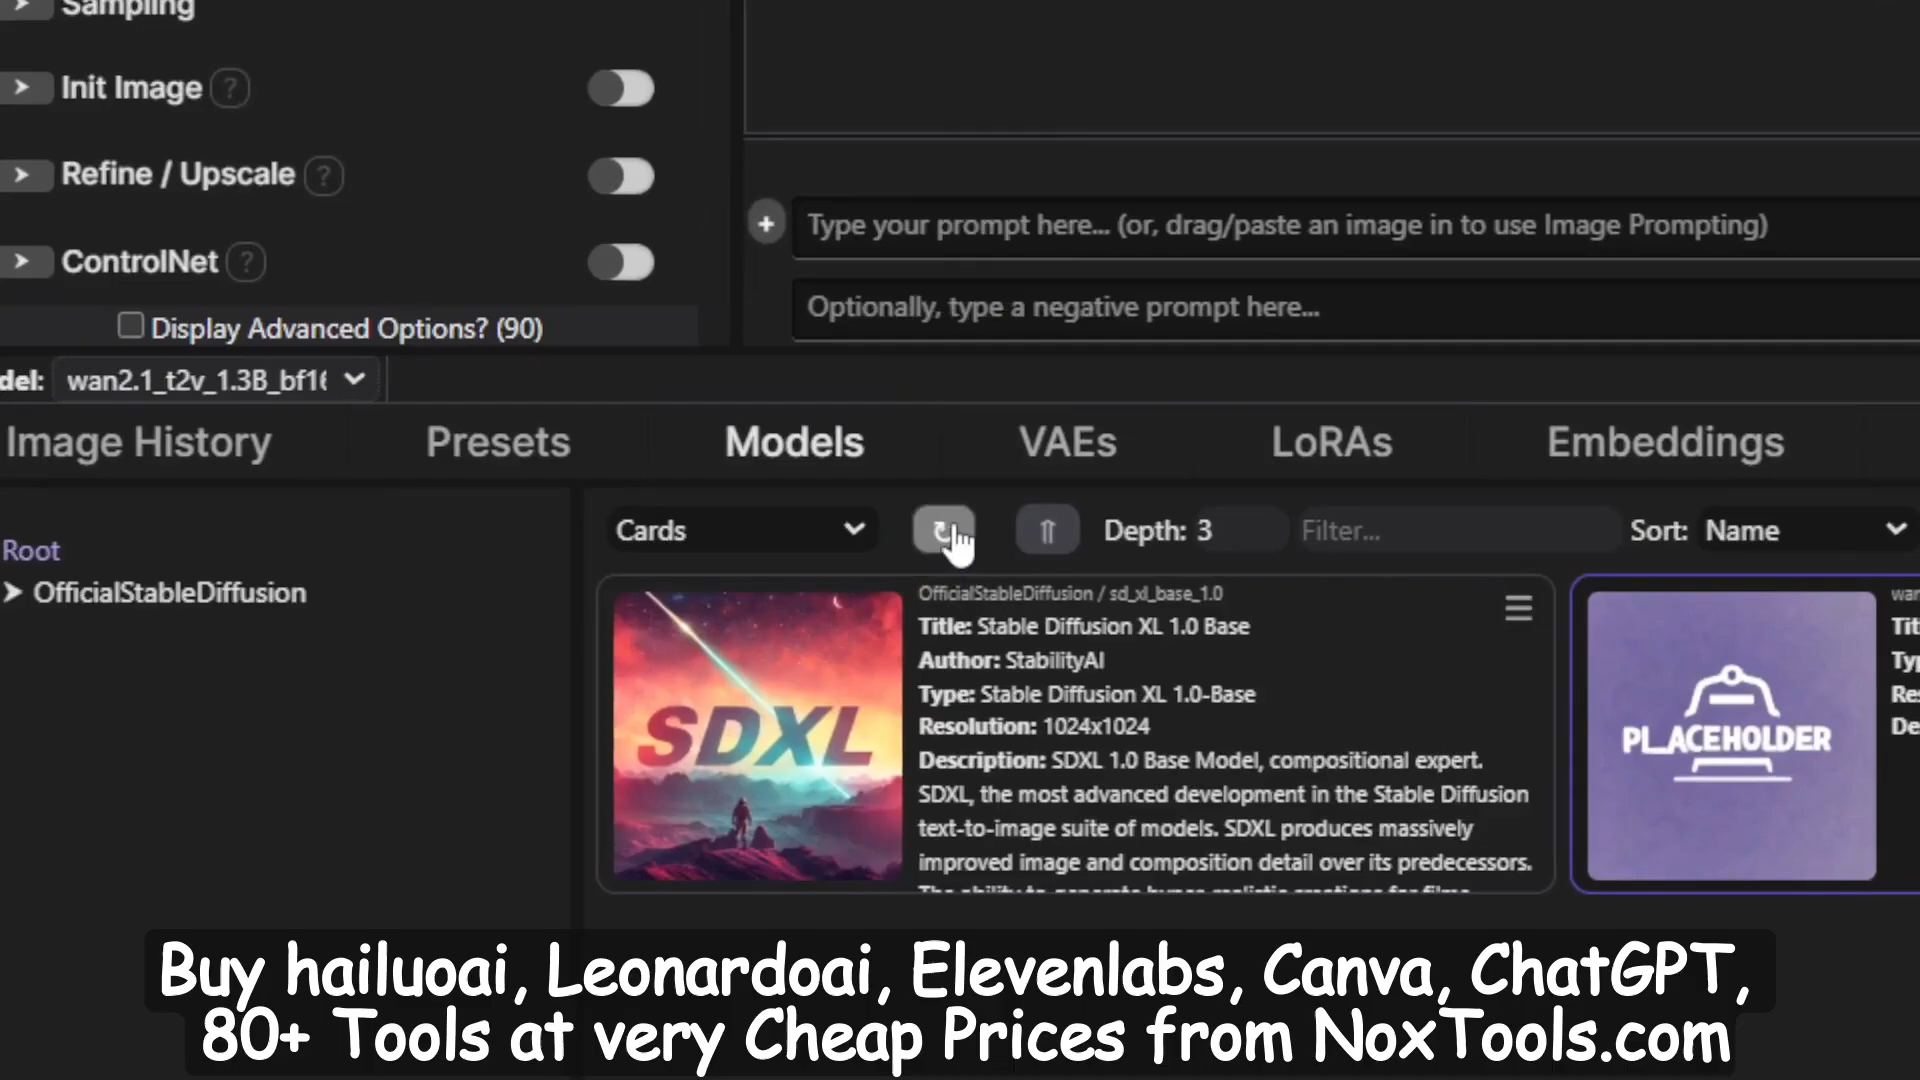 Sampling
Init Image ?
Refine / Upscale ?
ControlNet ?
Display Advanced Options? (90)
Type your prompt here... (or, drag/paste an image in to use Image Prompting)
Optionally, type a negative prompt here...
del: wan2.1_t2v_1.3B_bf16
Image History Presets Models VAEs LoRAs Embeddings
Root
OfficialStableDiffusion
Cards Depth: 3 Filter... Sort: Name
SDXL
OfficialStableDiffusion / sd_xl_base_1.0
Title: Stable Diffusion XL 1.0 Base
Author: StabilityAI
Type: Stable Diffusion XL 1.0-Base
Resolution: 1024x1024
Description: SDXL 1.0 Base Model, compositional expert.
SDXL, the most advanced development in the Stable Diffusion
text-to-image suite of models. SDXL produces massively
improved image and composition detail over its predecessors.
PLACEHOLDER
wan
Tit
Typ
Res
De
Buy hailuoai, Leonardoai, Elevenlabs, Canva, ChatGPT,
80+ Tools at very Cheap Prices from NoxTools.com